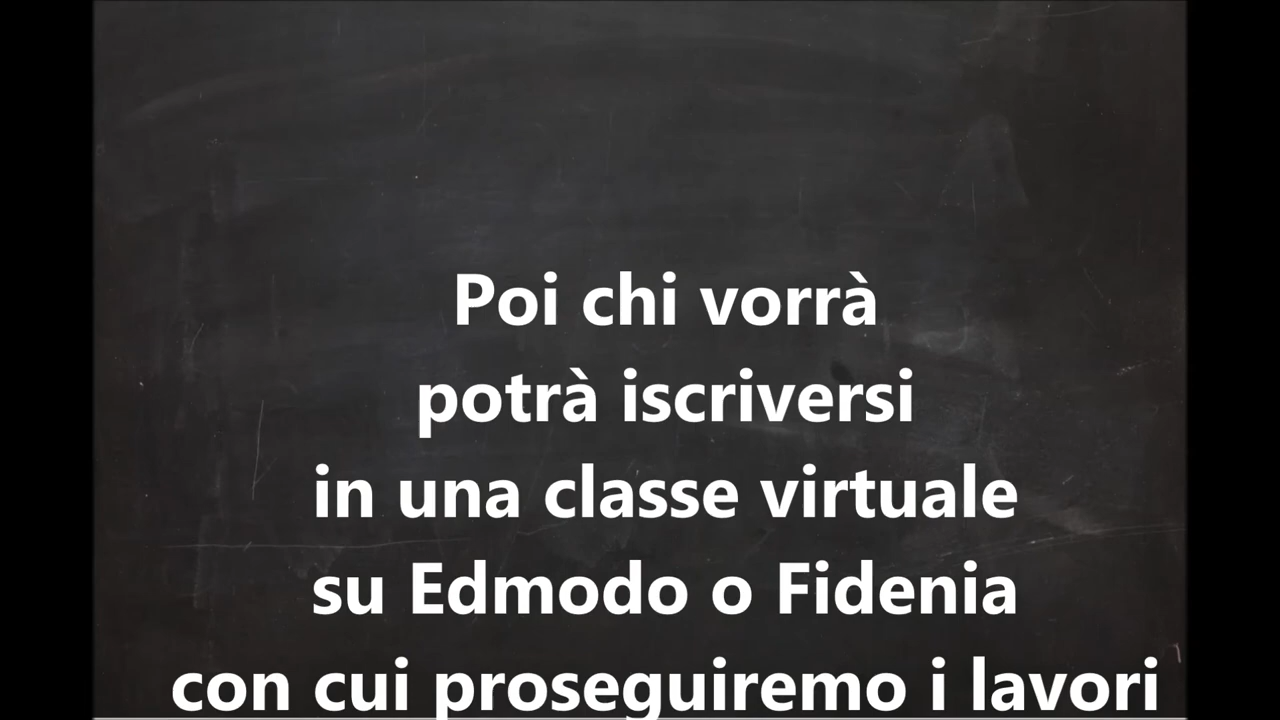 Poi chi vorrà
potrà iscriversi
in una classe virtuale
su Edmodo o Fidenia
con cui proseguiremo i lavori